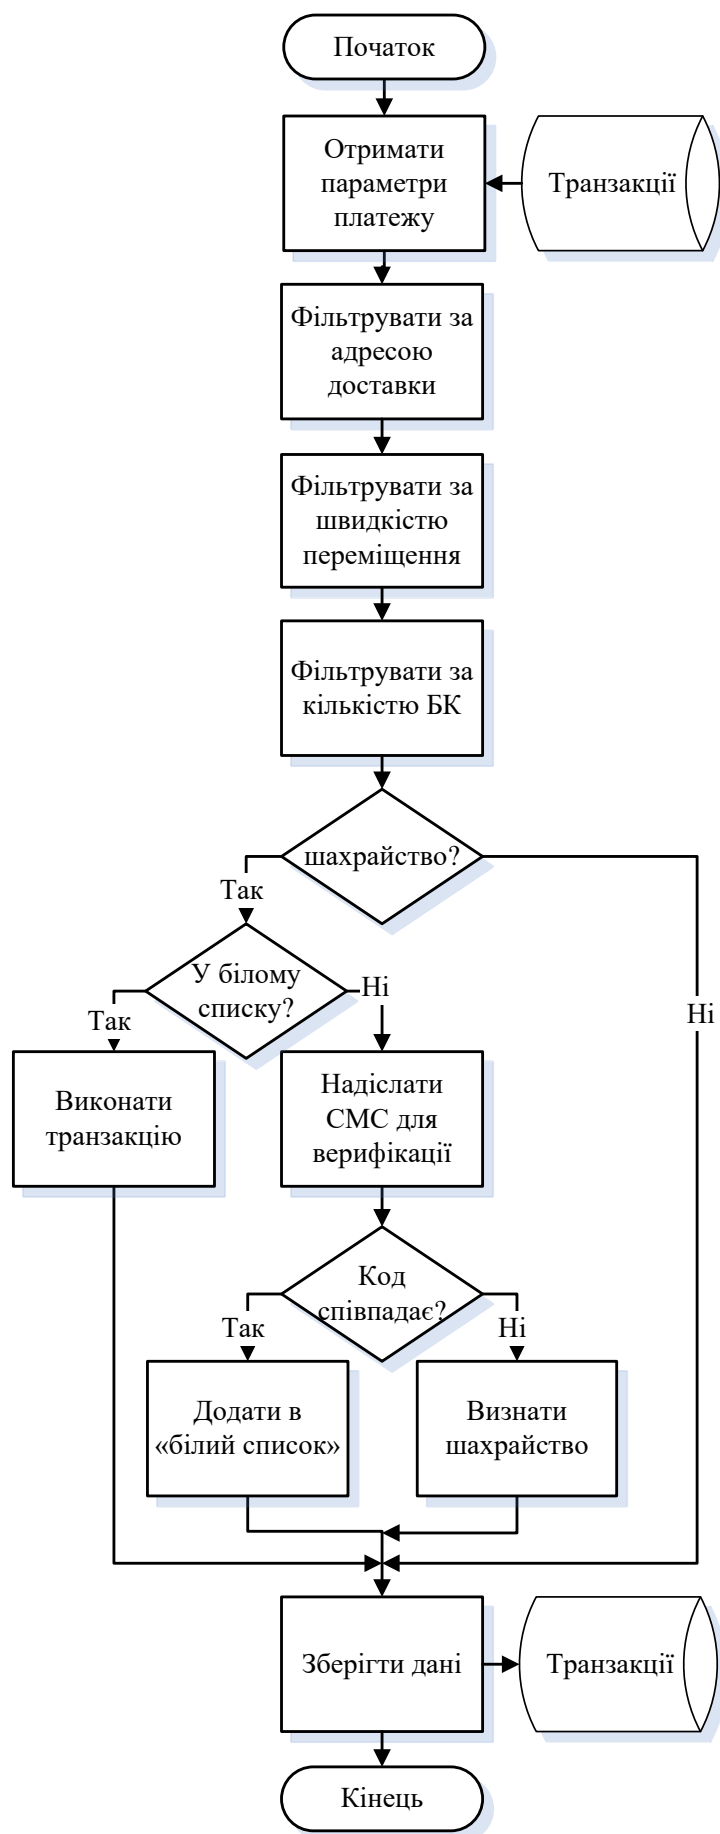 Початок
Отримати
параметри
платежу
Транзакції
Фільтрувати за
адресою
доставки
Фільтрувати за
швидкістю
переміщення
Фільтрувати за
кількістю БК
шахрайство?
Так
У білому
списку?
Ні
Ні
Так
Виконати
транзакцію
Надіслати
СМС для
верифікації
Код
співпадає?
Так
Ні
Додати в
«білий список»
Визнати
шахрайство
Зберігти дані
Транзакції
Кінець